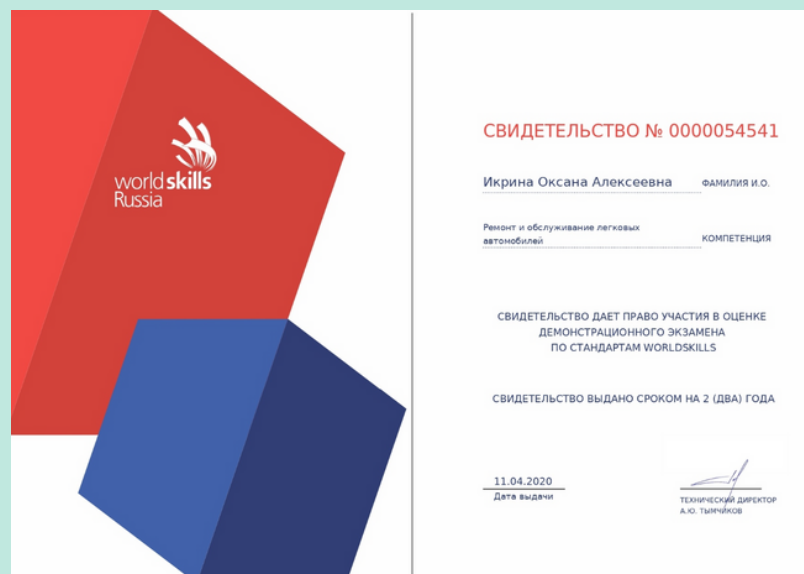 world skills
Russia
СВИДЕТЕЛЬСТВО № 0000054541
Икрина Оксана Алексеевна ФАМИЛИЯ И.О.
Ремонт и обслуживание легковых
автомобилей КОМПЕТЕНЦИЯ
СВИДЕТЕЛЬСТВО ДАЕТ ПРАВО УЧАСТИЯ В ОЦЕНКЕ
ДЕМОНСТРАЦИОННОГО ЭКЗАМЕНА
ПО СТАНДАРТАМ WORLDSKILLS
СВИДЕТЕЛЬСТВО ВЫДАНО СРОКОМ НА 2 (ДВА) ГОДА
11.04.2020
Дата выдачи
ТЕХНИЧЕСКИЙ ДИРЕКТОР
А.Ю. ТЫМЧИКОВ